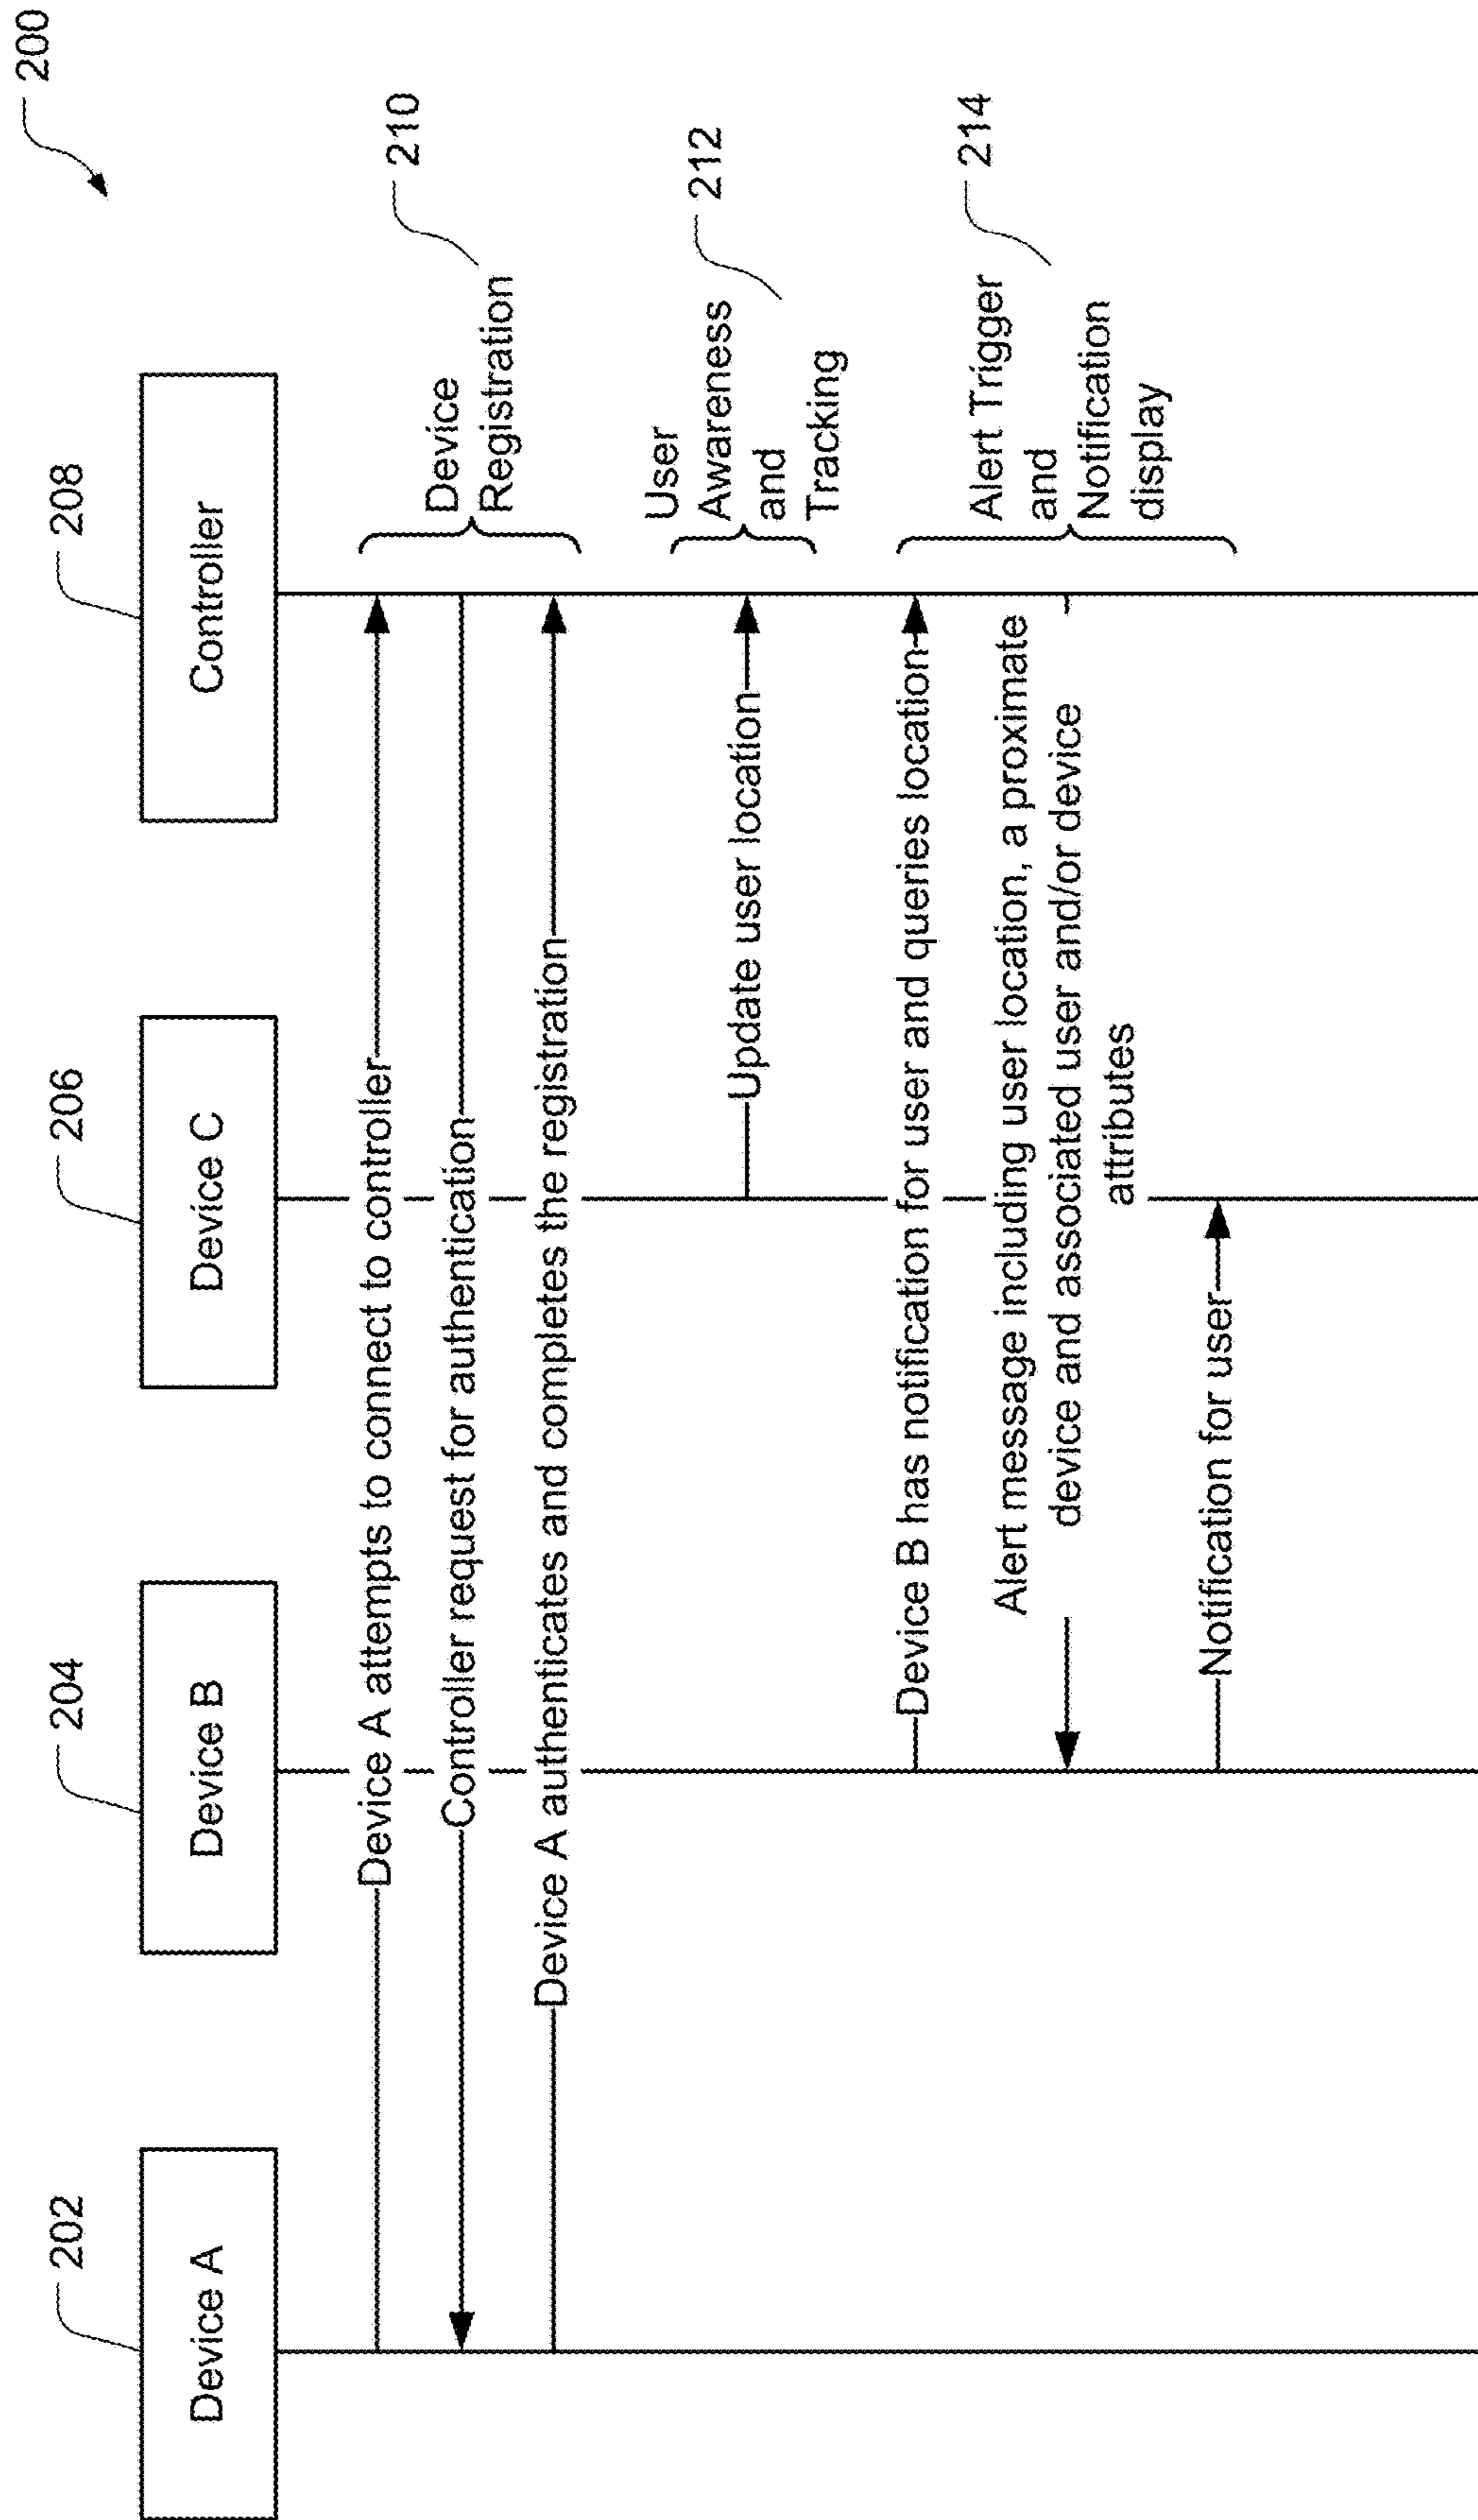 200
202
204
206
208
Device A
Device B
Device C
Controller
Device A attempts to connect to controller
Controller request for authentication
Device A authenticates and completes the registration
Device
Registration
210
Update user location
User
Awareness
and
Tracking
212
Device B has notification for user and queries location
Alert message including user location, a proximate
device and associated user and/or device
attributes
Notification for user
Alert Trigger
and
Notification
display
214